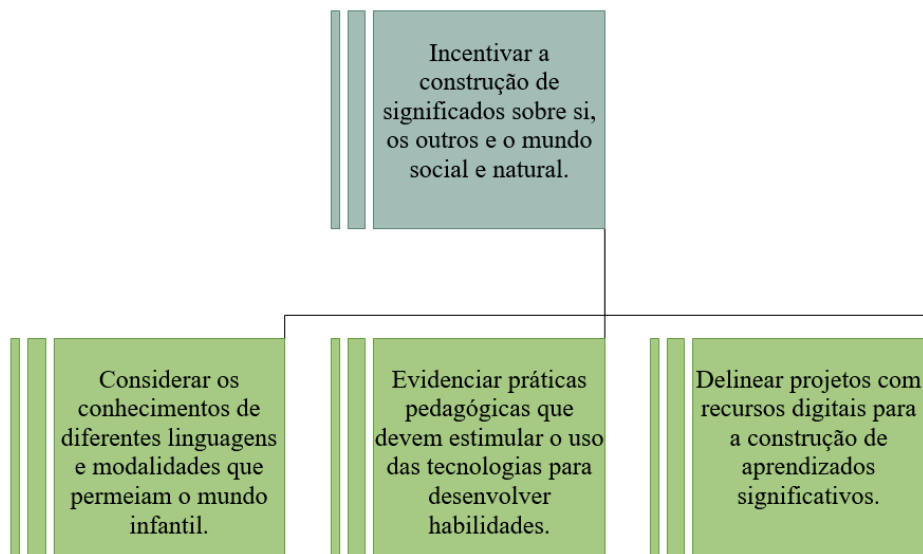 Incentivar a
construção de
significados sobre si,
os outros e o mundo
social e natural.
Considerar os
conhecimentos de
diferentes linguagens
e modalidades que
permeiam o mundo
infantil.
Evidenciar práticas
pedagógicas que
devem estimular o uso
das tecnologias para
desenvolver
habilidades.
Delinear projetos com
recursos digitais para
a construção de
aprendizados
significativos.